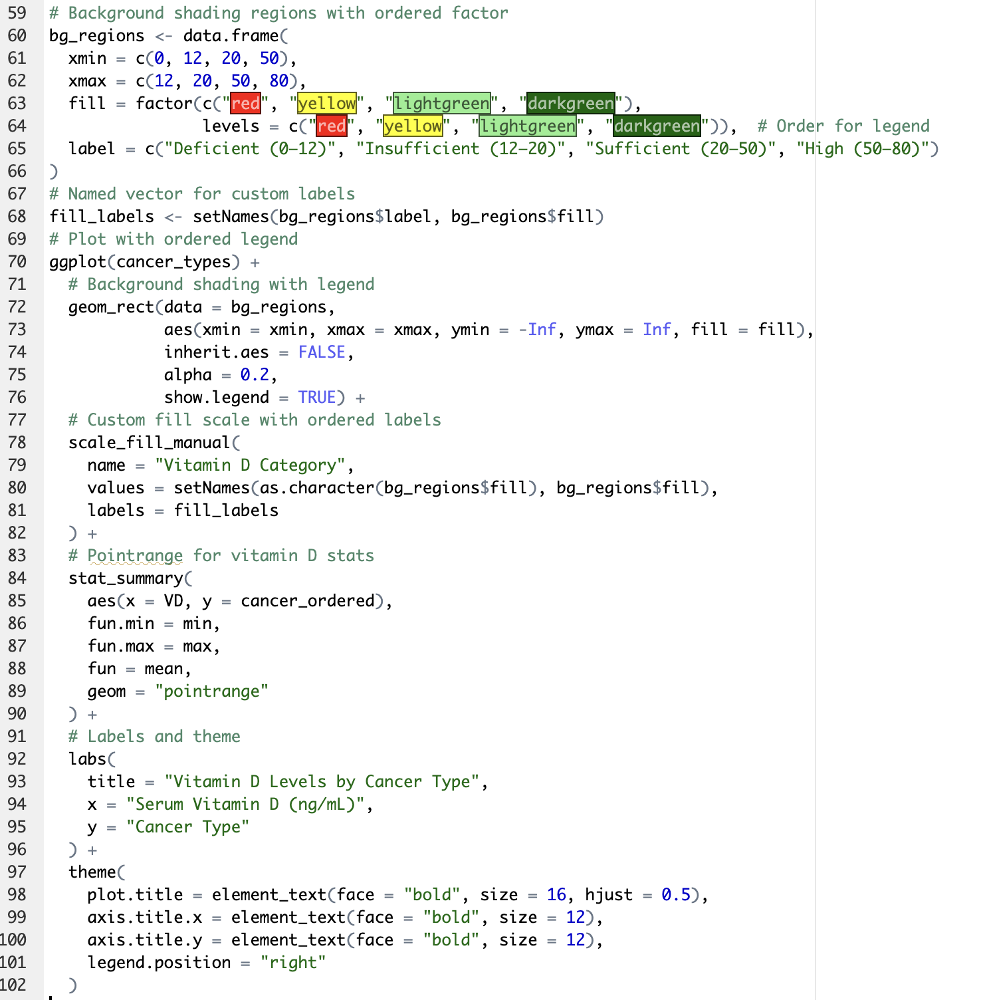 59 # Background shading regions with ordered factor
60 bg_regions <- data.frame(
61   xmin = c(0, 12, 20, 50),
62   xmax = c(12, 20, 50, 80),
63   fill = factor(c("red", "yellow", "lightgreen", "darkgreen"),
64                 levels = c("red", "yellow", "lightgreen", "darkgreen")),  # Order for legend
65   label = c("Deficient (0–12)", "Insufficient (12–20)", "Sufficient (20–50)", "High (50–80)")
66 )
67 # Named vector for custom labels
68 fill_labels <- setNames(bg_regions$label, bg_regions$fill)
69 # Plot with ordered legend
70 ggplot(cancer_types) +
71   # Background shading with legend
72   geom_rect(data = bg_regions,
73             aes(xmin = xmin, xmax = xmax, ymin = -Inf, ymax = Inf, fill = fill),
74             inherit.aes = FALSE,
75             alpha = 0.2,
76             show.legend = TRUE) +
77   # Custom fill scale with ordered labels
78   scale_fill_manual(
79     name = "Vitamin D Category",
80     values = setNames(as.character(bg_regions$fill), bg_regions$fill),
81     labels = fill_labels
82   ) +
83   # Pointrange for vitamin D stats
84   stat_summary(
85     aes(x = VD, y = cancer_ordered),
86     fun.min = min,
87     fun.max = max,
88     fun = mean,
89     geom = "pointrange"
90   ) +
91   # Labels and theme
92   labs(
93     title = "Vitamin D Levels by Cancer Type",
94     x = "Serum Vitamin D (ng/mL)",
95     y = "Cancer Type"
96   ) +
97   theme(
98     plot.title = element_text(face = "bold", size = 16, hjust = 0.5),
99     axis.title.x = element_text(face = "bold", size = 12),
100     axis.title.y = element_text(face = "bold", size = 12),
101     legend.position = "right"
102   )